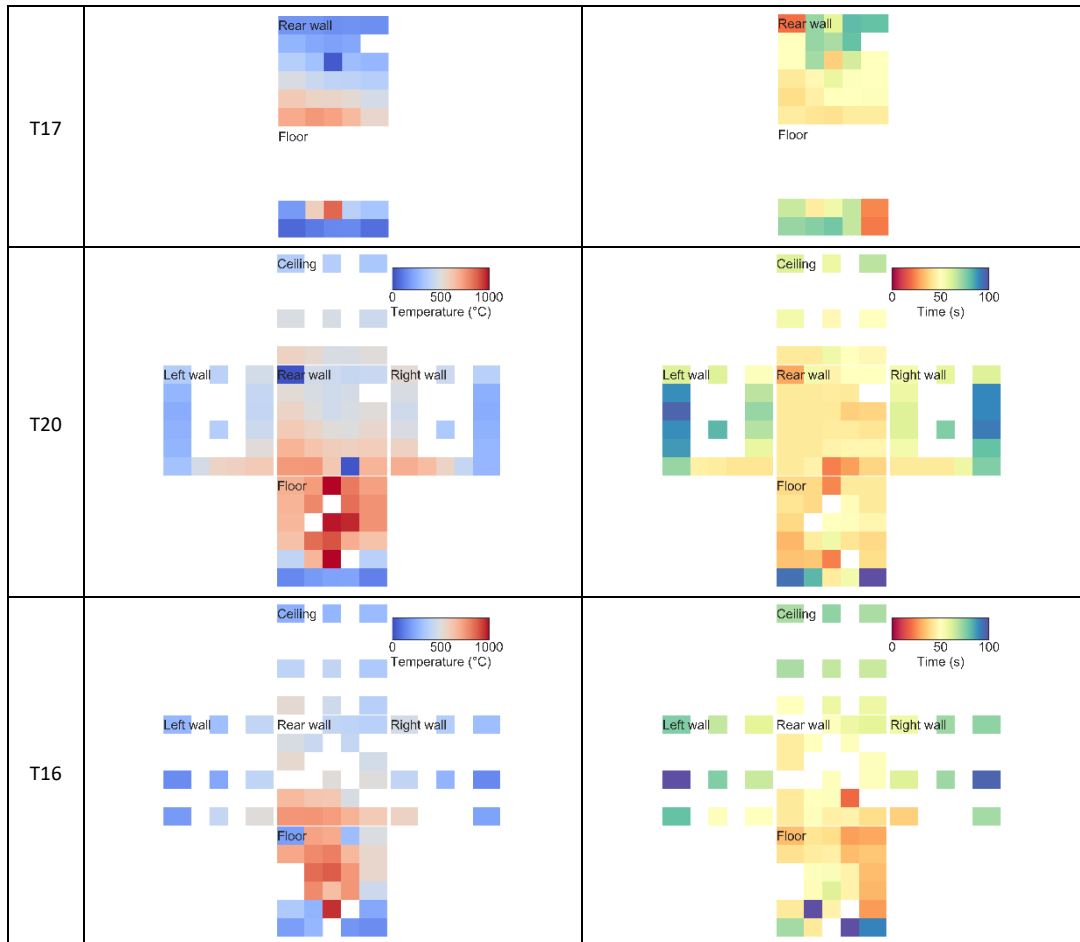 Rear wall
Rear wall
T17
Floor
Floor
Ceiling
0 500 1000
Temperature (°C)
Ceiling
0 50 100
Time (s)
Left wall
Rear wall
Right wall
Left wall
Rear wall
Right wall
T20
Floor
Floor
Ceiling
0 500 1000
Temperature (°C)
Ceiling
0 50 100
Time (s)
Left wall
Rear wall
Right wall
Left wall
Rear wall
Right wall
T16
Floor
Floor